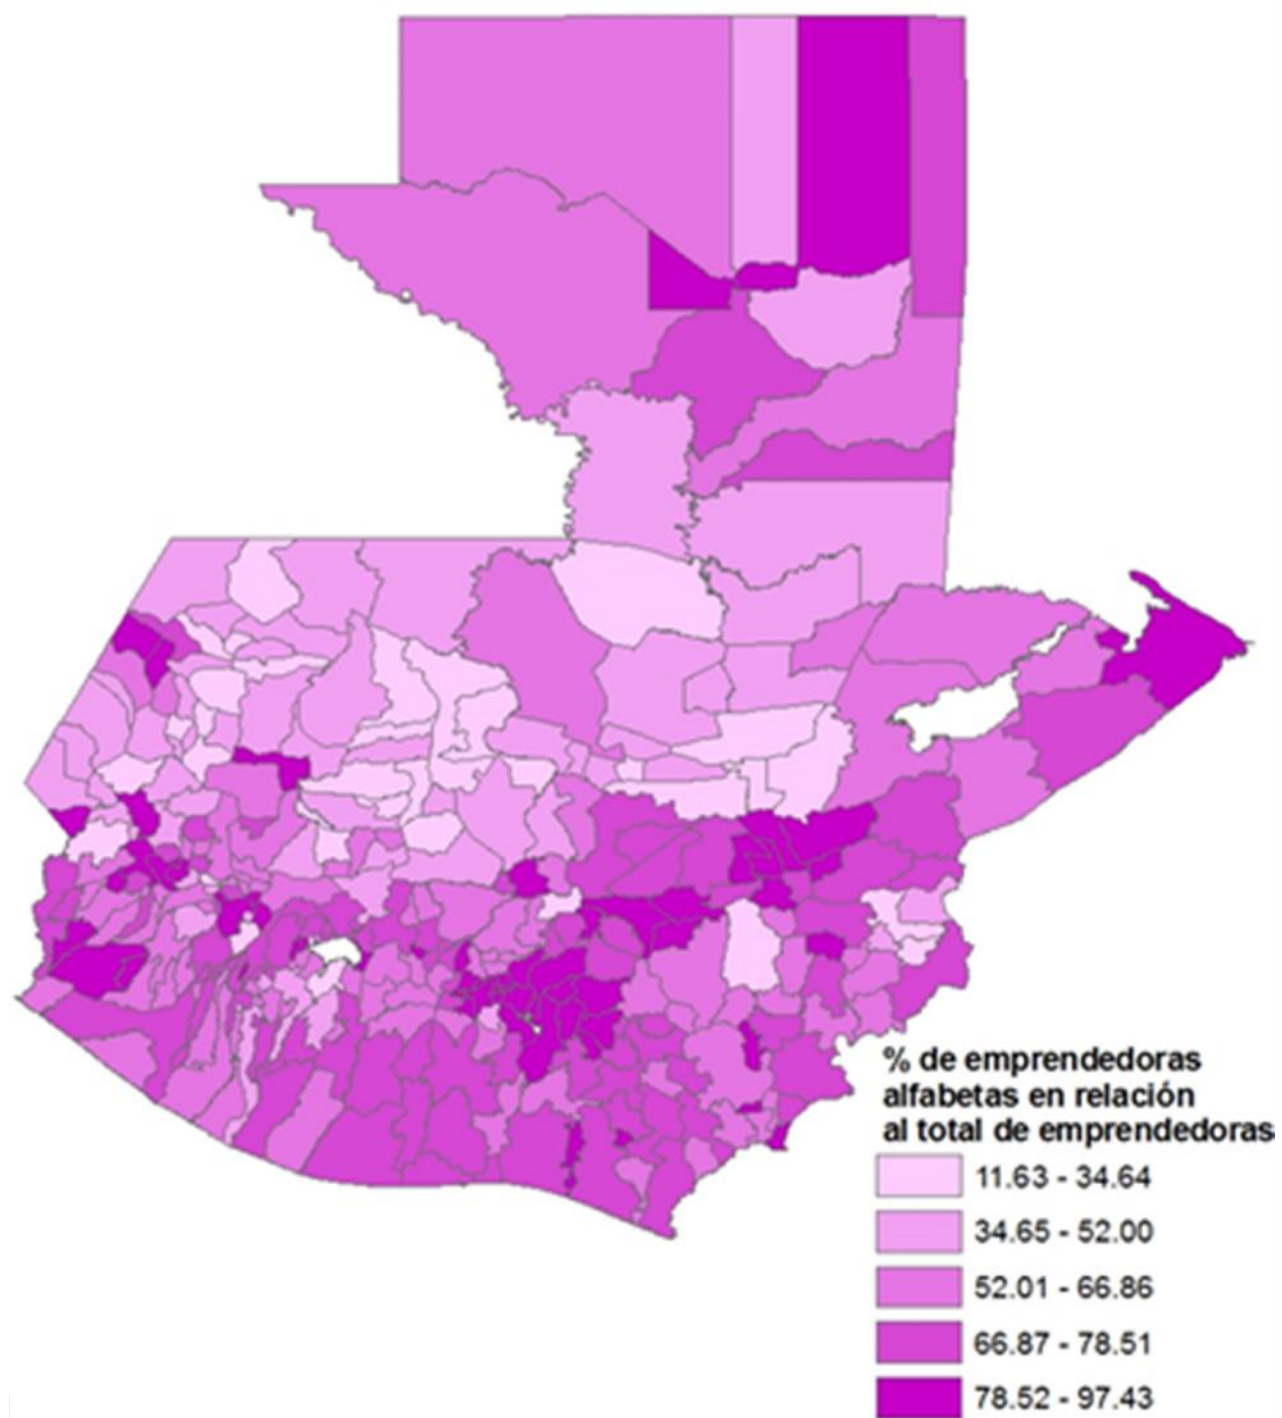 % de emprendedoras
alfabetas en relación
al total de emprendedoras
11.63 - 34.64
34.65 - 52.00
52.01 - 66.86
66.87 - 78.51
78.52 - 97.43